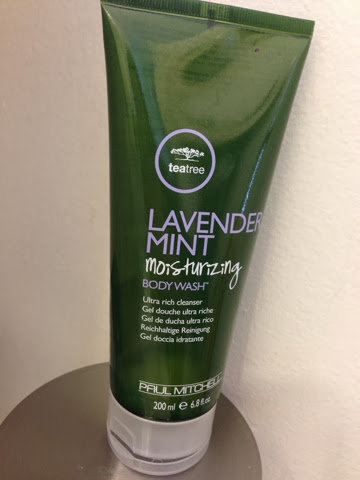 teatree
LAVENDER
MINT
moisturizing
BODY WASH™
Ultra rich cleanser
Gel douche ultra riche
Gel de ducha ultra rico
Reichhaltige Reinigung
Gel doccia idratante
PAUL MITCHELL
200 ml ℮ 6.8 fl.oz.